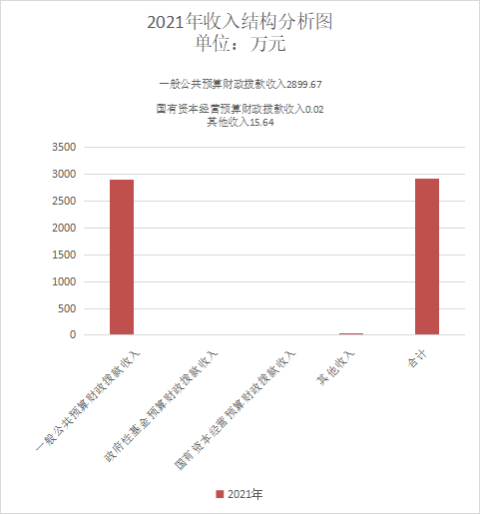 2021年收入结构分析图
单位：万元
一般公共预算财政拨款收入2899.67
国有资本经营预算财政拨款收入0.02
其他收入15.64
3500
3000
2500
2000
1500
1000
500
0
一般公共预算财政拨款收入
政府性基金预算财政拨款收入
国有资本经营预算财政拨款收入
其他收入
合计
2021年